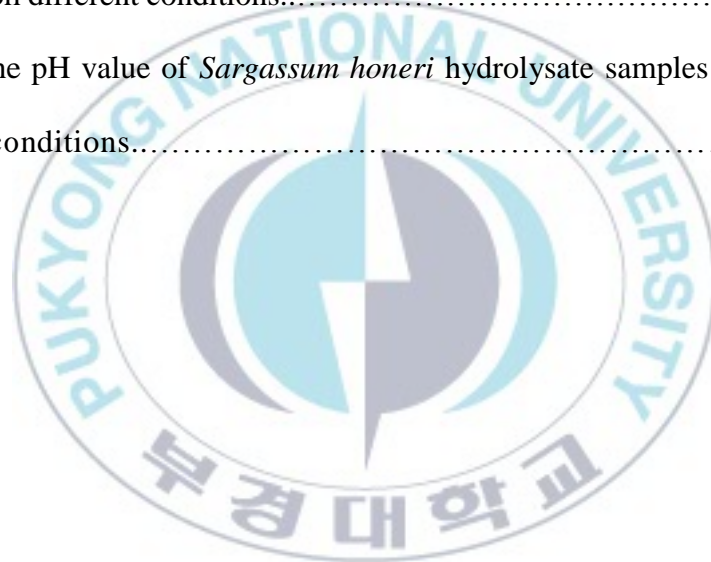 on different conditions..……………………………………
he pH value of Sargassum honeri hydrolysate samples
conditions..……………………………………………………
PUKYONG NATIONAL UNIVERSITY
부경대학교